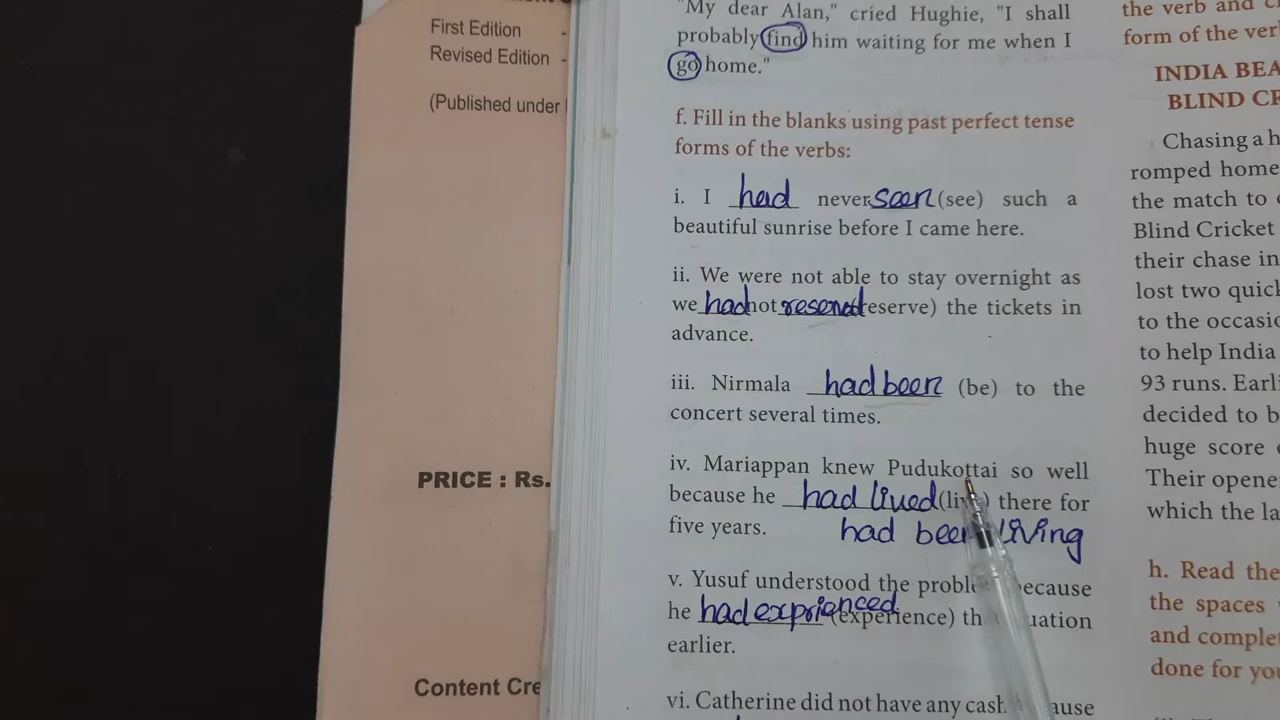 First Edition -
Revised Edition -
(Published under
PRICE : Rs.
Content Cre
"My dear Alan," cried Hughie, "I shall
probably find him waiting for me when I
go home."
f. Fill in the blanks using past perfect tense
forms of the verbs:
i. I had never seen (see) such a
beautiful sunrise before I came here.
ii. We were not able to stay overnight as
we had not reserved reserve) the tickets in
advance.
iii. Nirmala had been (be) to the
concert several times.
iv. Mariappan knew Pudukottai so well
because he had lived (live) there for
five years. had been living
v. Yusuf understood the proble ecause
he had exprianced (experience) th uation
earlier.
vi. Catherine did not have any cash ause
the verb and c
form of the ver
INDIA BEA
BLIND CR
Chasing a h
romped home
the match to
Blind Cricket
their chase in
lost two quick
to the occasio
to help India
93 runs. Earli
decided to b
huge score
Their opene
which the la
h. Read the
the spaces
and complet
done for you